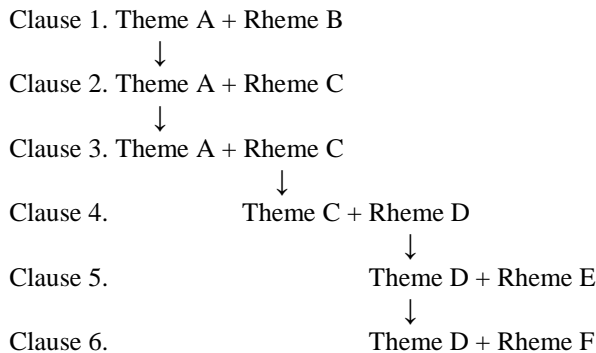 Clause 1. Theme A + Rheme B
↓
Clause 2. Theme A + Rheme C
↓
Clause 3. Theme A + Rheme C
↓
Clause 4. Theme C + Rheme D
↓
Clause 5. Theme D + Rheme E
↓
Clause 6. Theme D + Rheme F